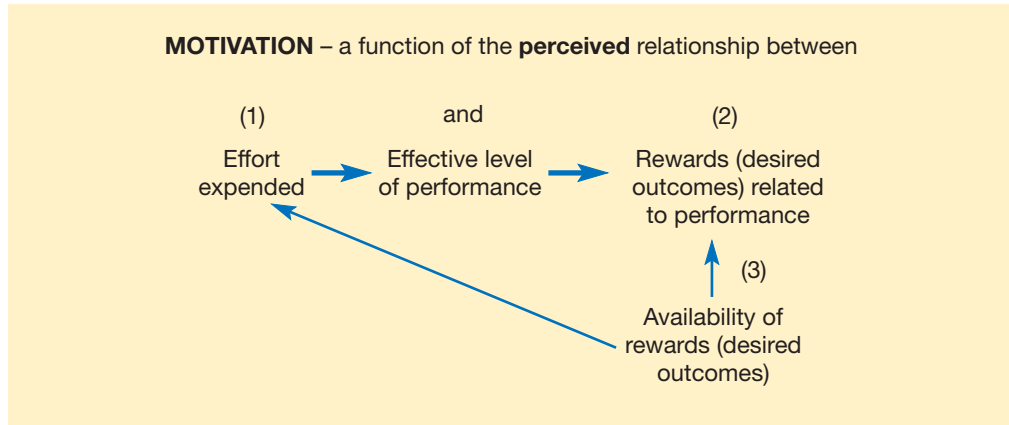 MOTIVATION – a function of the perceived relationship between
(1)
and
(2)
Effort
expended
Effective level
of performance
Rewards (desired
outcomes) related
to performance
(3)
Availability of
rewards (desired
outcomes)